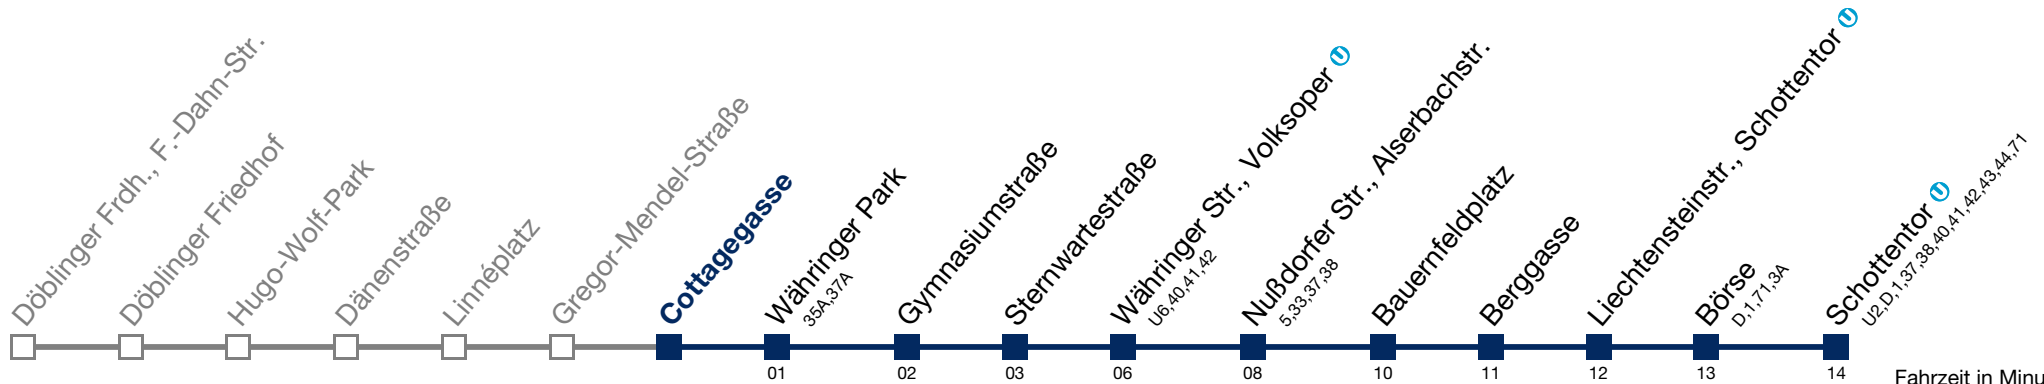 Döblinger Frdh., F.-Dahn-Str.
Döblinger Friedhof
Hugo-Wolf-Park
Dänenstraße
Linnéplatz
Gregor-Mendel-Straße
Cottagegasse
Währinger Park
35A,37A
Gymnasiumstraße
Sternwartestraße
Währinger Str., Volksoper U
U6,40,41,42
Nußdorfer Str., Alserbachstr.
5,33,37,38
Bauernfeldplatz
Berggasse
Liechtensteinstr., Schottentor U
Börse
D,1,71,3A
Schottentor U
U2,D,1,37,38,40,41,42,43,44,71
01 02 03 06 08 10 11 12 13 14
Fahrzeit in Minu